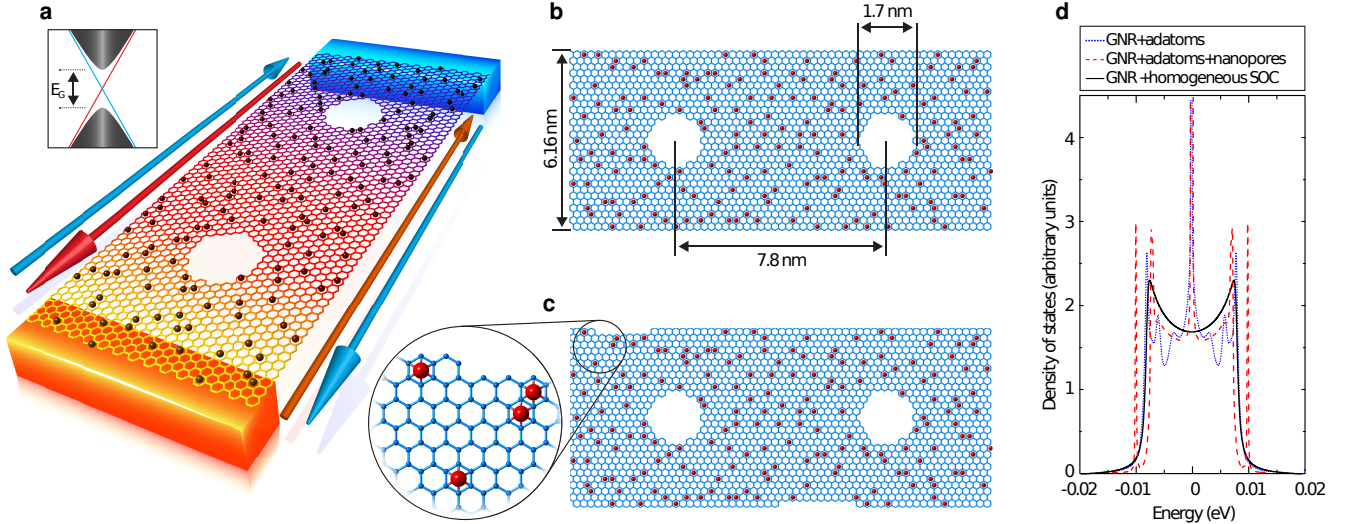 a
E_G
b
1.7 nm
6.16 nm
7.8 nm
c
d
GNR+adatoms
GNR+adatoms+nanopores
GNR +homogeneous SOC
Density of states (arbitrary units)
4
3
2
1
0
-0.02
-0.01
0
0.01
0.02
Energy (eV)